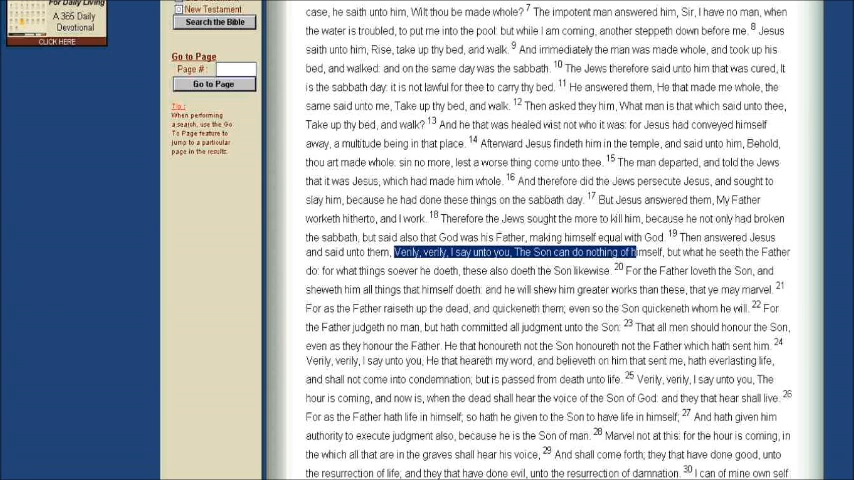 For Daily Living
A 365 Daily
Devotional
CLICK HERE
New Testament
Search the Bible
Go to Page
Page # :
Go to Page
Tip :
When performing
a search, use the Go
To Page feature to
jump to a particular
page in the results.
case, he saith unto him, Wilt thou be made whole? 7 The impotent man answered him, Sir, I have no man, when
the water is troubled, to put me into the pool: but while I am coming, another steppeth down before me. 8 Jesus
saith unto him, Rise, take up thy bed, and walk. 9 And immediately the man was made whole, and took up his
bed, and walked: and on the same day was the sabbath. 10 The Jews therefore said unto him that was cured, It
is the sabbath day: it is not lawful for thee to carry thy bed. 11 He answered them, He that made me whole, the
same said unto me, Take up thy bed, and walk. 12 Then asked they him, What man is that which said unto thee,
Take up thy bed, and walk? 13 And he that was healed wist not who it was: for Jesus had conveyed himself
away, a multitude being in that place. 14 Afterward Jesus findeth him in the temple, and said unto him, Behold,
thou art made whole: sin no more, lest a worse thing come unto thee. 15 The man departed, and told the Jews
that it was Jesus, which had made him whole. 16 And therefore did the Jews persecute Jesus, and sought to
slay him, because he had done these things on the sabbath day. 17 But Jesus answered them, My Father
worketh hitherto, and I work. 18 Therefore the Jews sought the more to kill him, because he not only had broken
the sabbath, but said also that God was his Father, making himself equal with God. 19 Then answered Jesus
and said unto them, Verily, verily, I say unto you, The Son can do nothing of himself, but what he seeth the Father
do: for what things soever he doeth, these also doeth the Son likewise. 20 For the Father loveth the Son, and
sheweth him all things that himself doeth: and he will shew him greater works than these, that ye may marvel. 21
For as the Father raiseth up the dead, and quickeneth them; even so the Son quickeneth whom he will. 22 For
the Father judgeth no man, but hath committed all judgment unto the Son: 23 That all men should honour the Son,
even as they honour the Father. He that honoureth not the Son honoureth not the Father which hath sent him. 24
Verily, verily, I say unto you, He that heareth my word, and believeth on him that sent me, hath everlasting life,
and shall not come into condemnation; but is passed from death unto life. 25 Verily, verily, I say unto you, The
hour is coming, and now is, when the dead shall hear the voice of the Son of God: and they that hear shall live. 26
For as the Father hath life in himself; so hath he given to the Son to have life in himself; 27 And hath given him
authority to execute judgment also, because he is the Son of man. 28 Marvel not at this: for the hour is coming, in
the which all that are in the graves shall hear his voice, 29 And shall come forth; they that have done good, unto
the resurrection of life; and they that have done evil, unto the resurrection of damnation. 30 I can of mine own self